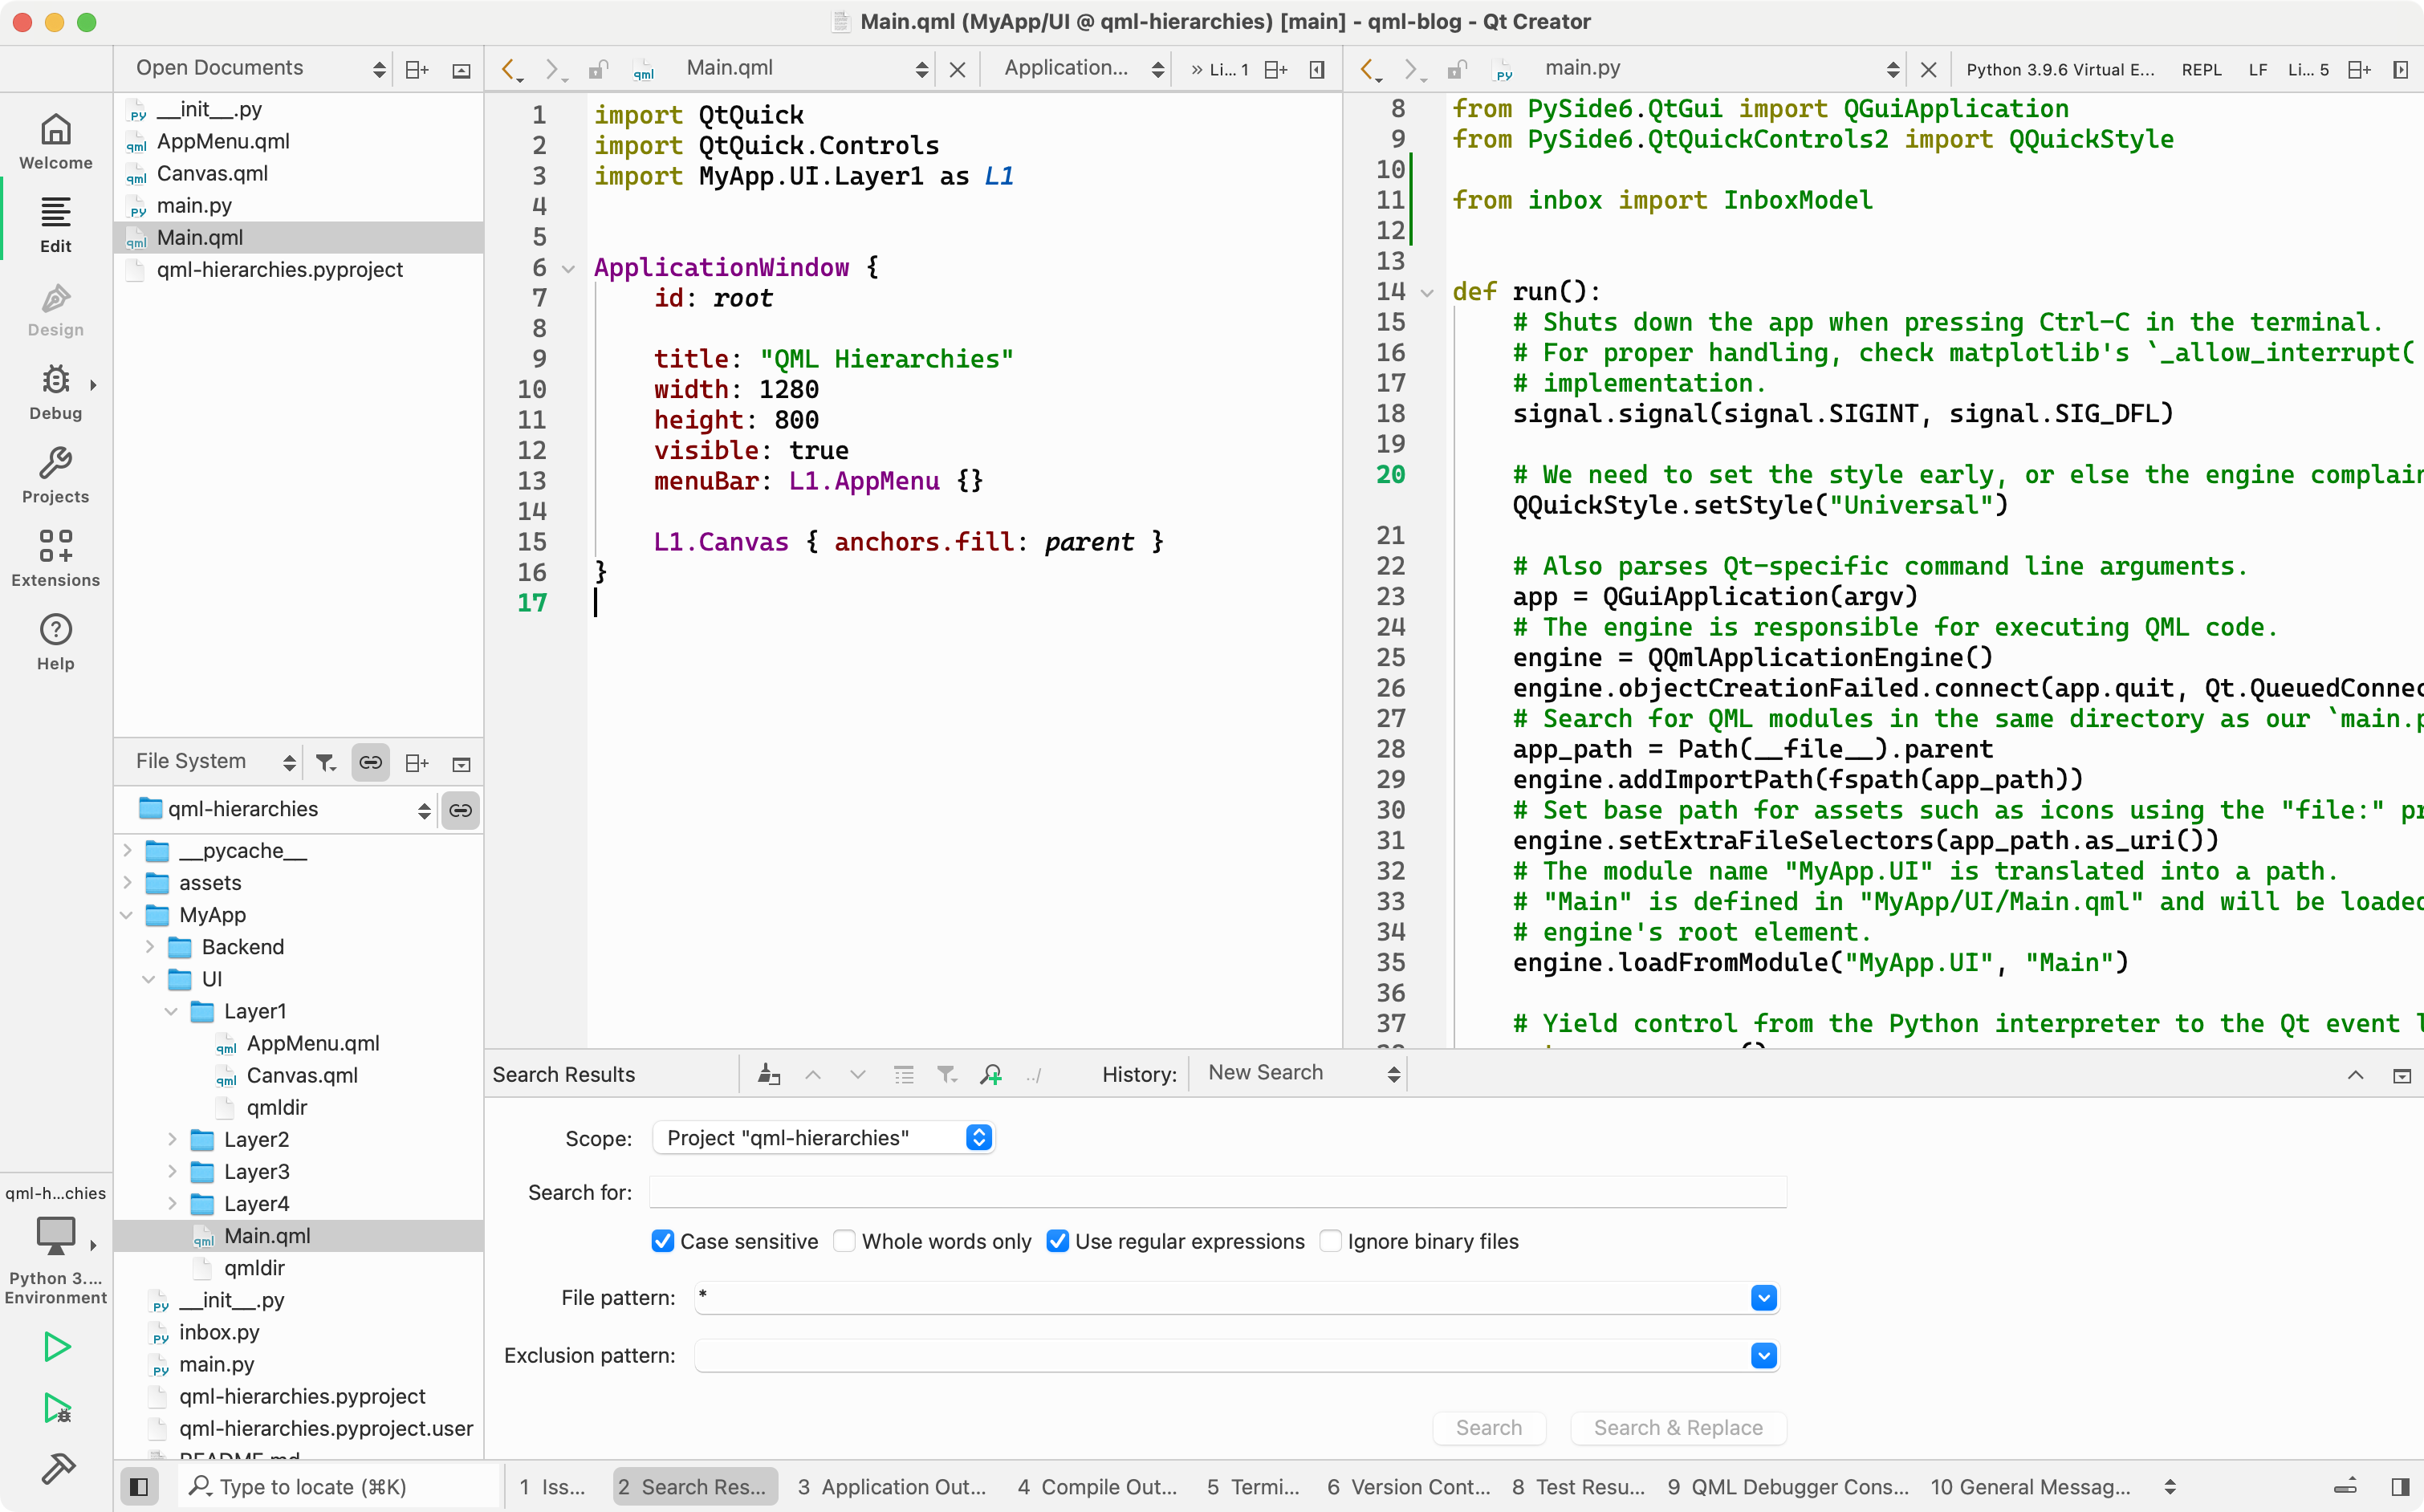 Main.qml (MyApp/UI @ qml-hierarchies) [main] - qml-blog - Qt Creator
Open Documents
Main.qml
Application...
» Li... 1
main.py
Python 3.9.6 Virtual E...
REPL
LF
Li... 5
Welcome
Edit
Design
Debug
Projects
Extensions
Help
__init__.py
AppMenu.qml
Canvas.qml
main.py
Main.qml
qml-hierarchies.pyproject
1 import QtQuick
2 import QtQuick.Controls
3 import MyApp.UI.Layer1 as L1
4
5
6 ApplicationWindow {
7 id: root
8
9 title: "QML Hierarchies"
10 width: 1280
11 height: 800
12 visible: true
13 menuBar: L1.AppMenu {}
14
15 L1.Canvas { anchors.fill: parent }
16 }
17
8 from PySide6.QtGui import QGuiApplication
9 from PySide6.QtQuickControls2 import QQuickStyle
10
11 from inbox import InboxModel
12
13
14 def run():
15 # Shuts down the app when pressing Ctrl-C in the terminal.
16 # For proper handling, check matplotlib's `_allow_interrupt(
17 # implementation.
18 signal.signal(signal.SIGINT, signal.SIG_DFL)
19
20 # We need to set the style early, or else the engine complai
QQuickStyle.setStyle("Universal")
21
22 # Also parses Qt-specific command line arguments.
23 app = QGuiApplication(argv)
24 # The engine is responsible for executing QML code.
25 engine = QQmlApplicationEngine()
26 engine.objectCreationFailed.connect(app.quit, Qt.QueuedConnec
27 # Search for QML modules in the same directory as our `main.p
28 app_path = Path(__file__).parent
29 engine.addImportPath(fspath(app_path))
30 # Set base path for assets such as icons using the "file:" pr
31 engine.setExtraFileSelectors(app_path.as_uri())
32 # The module name "MyApp.UI" is translated into a path.
33 # "Main" is defined in "MyApp/UI/Main.qml" and will be loaded
34 # engine's root element.
35 engine.loadFromModule("MyApp.UI", "Main")
36
37 # Yield control from the Python interpreter to the Qt event l
File System
qml-hierarchies
__pycache__
assets
MyApp
Backend
UI
Layer1
AppMenu.qml
Canvas.qml
qmldir
Layer2
Layer3
Layer4
Main.qml
qmldir
__init__.py
inbox.py
main.py
qml-hierarchies.pyproject
qml-hierarchies.pyproject.user
README.md
qml-h...chies
Python 3....
Environment
Search Results
../
History:
New Search
Scope:
Project "qml-hierarchies"
Search for:
Case sensitive
Whole words only
Use regular expressions
Ignore binary files
File pattern:
*
Exclusion pattern:
Search
Search & Replace
Type to locate (⌘K)
1 Iss...
2 Search Res...
3 Application Out...
4 Compile Out...
5 Termi...
6 Version Cont...
8 Test Resu...
9 QML Debugger Cons...
10 General Messag...